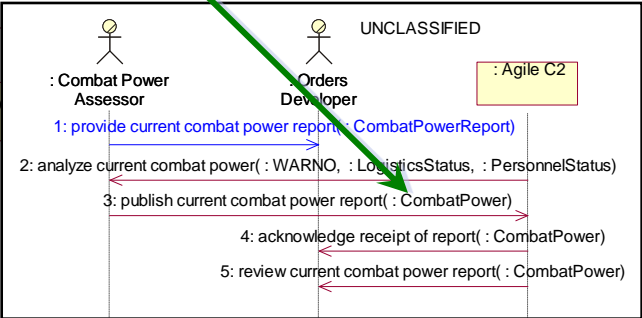 UNCLASSIFIED
: Combat Power
Assessor
: Orders
Developer
: Agile C2
1: provide current combat power report( : CombatPowerReport)
2: analyze current combat power( : WARNO, : LogisticsStatus, : PersonnelStatus)
3: publish current combat power report( : CombatPower)
4: acknowledge receipt of report( : CombatPower)
5: review current combat power report( : CombatPower)